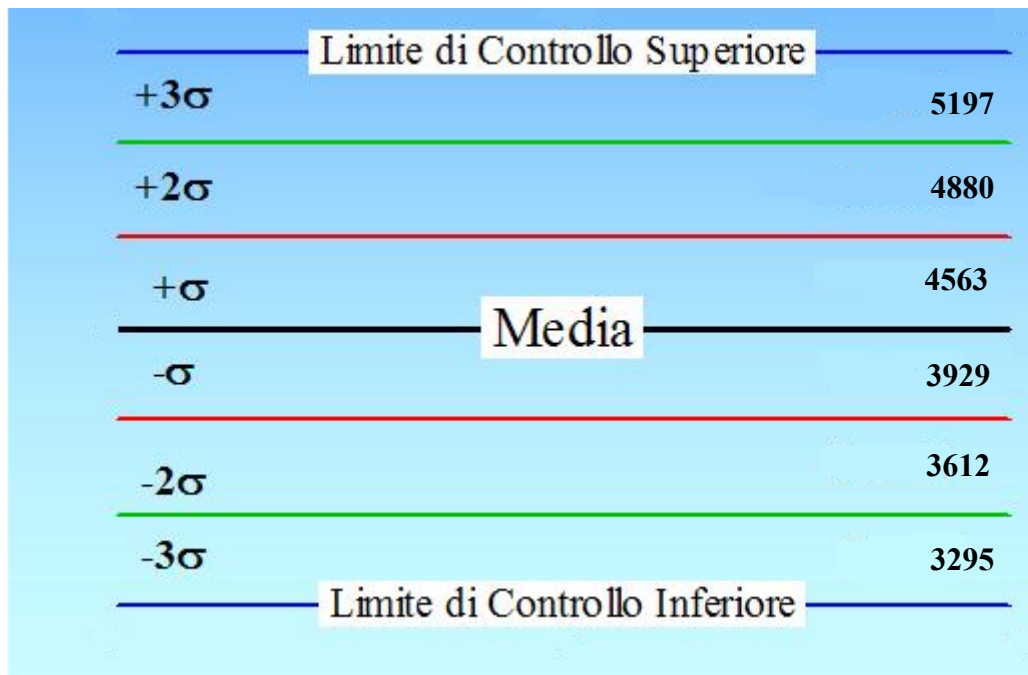 Limite di Controllo Superiore
+3σ 5197
+2σ 4880
+σ 4563
Media
-σ 3929
-2σ 3612
-3σ 3295
Limite di Controllo Inferiore